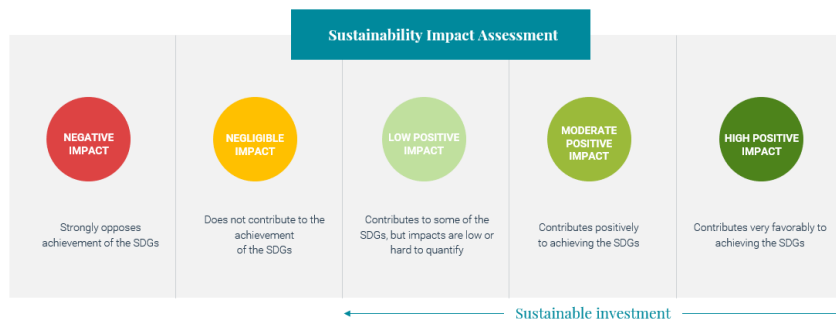 Sustainability Impact Assessment
NEGATIVE
IMPACT
Strongly opposes
achievement of the SDGs
NEGLIGIBLE
IMPACT
Does not contribute to the
achievement
of the SDGs
LOW POSITIVE
IMPACT
Contributes to some of the
SDGs, but impacts are low or
hard to quantify
MODERATE
POSITIVE
IMPACT
Contributes positively
to achieving the SDGs
HIGH POSITIVE
IMPACT
Contributes very favorably to
achieving the SDGs
Sustainable investment